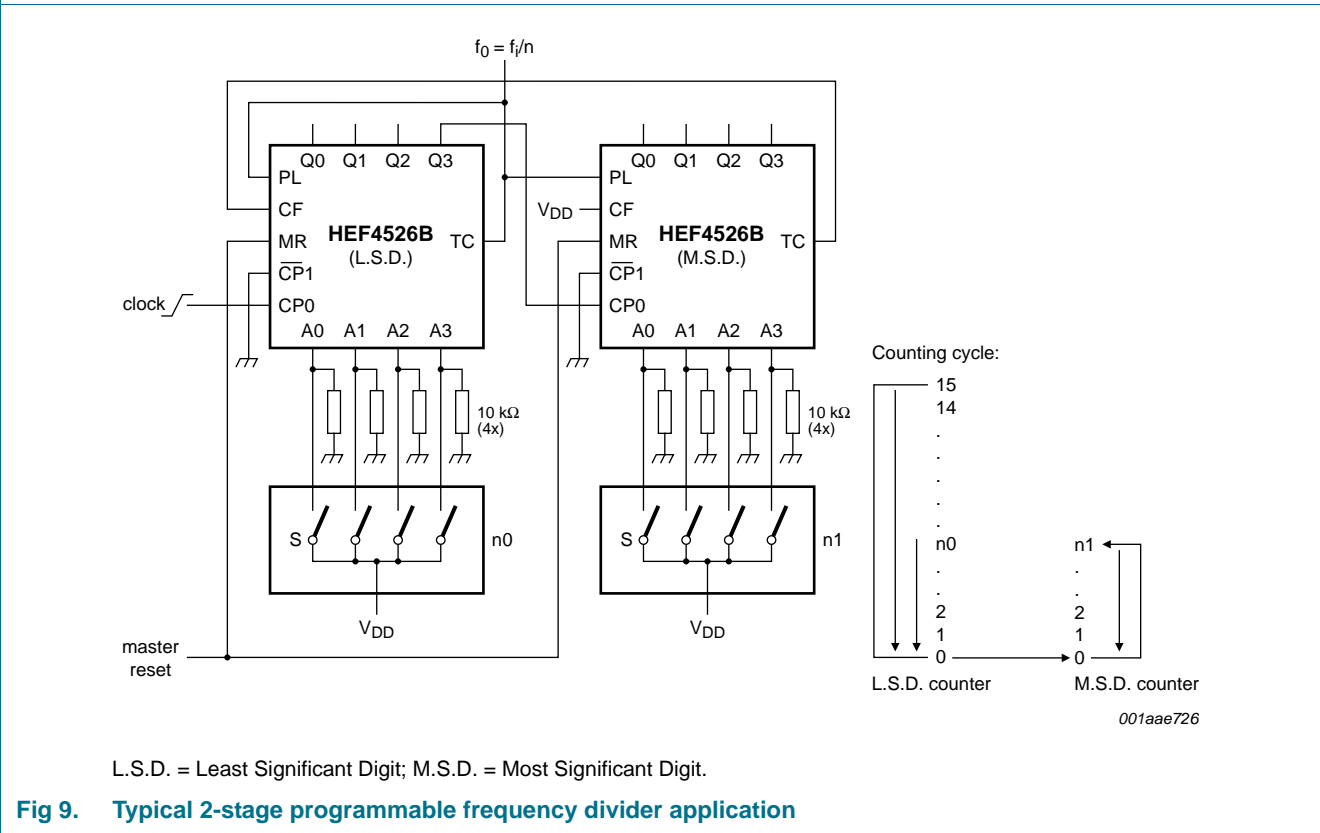 f0 = fi/n
Q0 Q1 Q2 Q3
PL
CF
MR
CP1
CP0
HEF4526B
(L.S.D.)
TC
A0 A1 A2 A3
clock
10 kΩ
(4x)
S
n0
VDD
Q0 Q1 Q2 Q3
PL
VDD
CF
MR
CP1
CP0
HEF4526B
(M.S.D.)
TC
A0 A1 A2 A3
10 kΩ
(4x)
S
n1
VDD
master
reset
Counting cycle:
15
14
.
.
.
.
.
n0 n1
. .
. .
2 2
1 1
0 0
L.S.D. counter M.S.D. counter
001aae726
L.S.D. = Least Significant Digit; M.S.D. = Most Significant Digit.
Fig 9. Typical 2-stage programmable frequency divider application